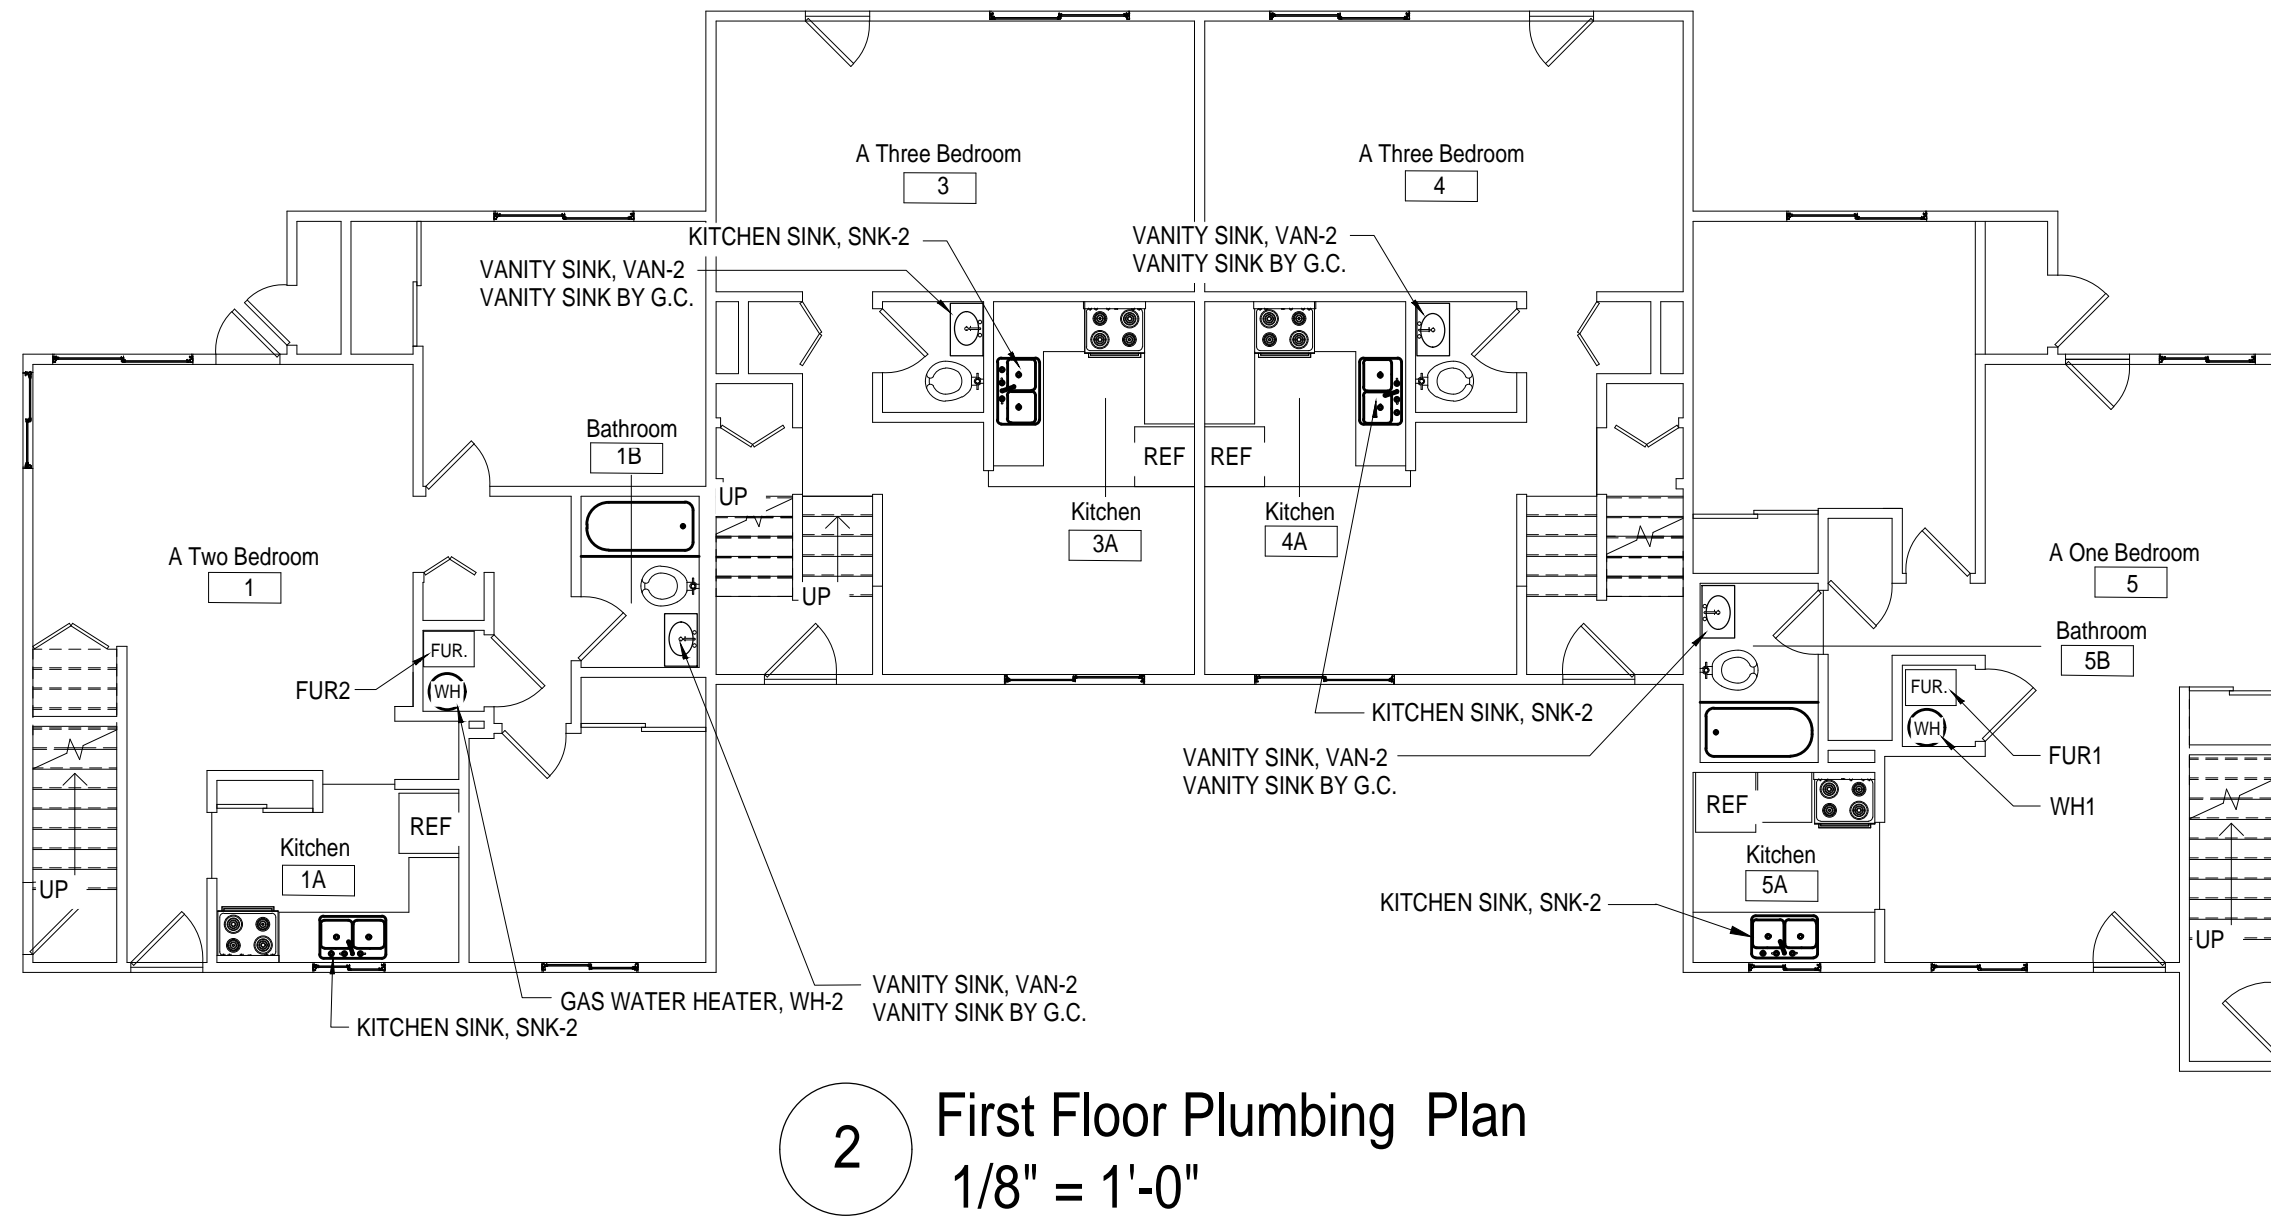 A Three Bedroom
3
A Three Bedroom
4
KITCHEN SINK, SNK-2
VANITY SINK, VAN-2
VANITY SINK BY G.C.
VANITY SINK, VAN-2
VANITY SINK BY G.C.
Bathroom
1B
REF
REF
UP
Kitchen
3A
Kitchen
4A
A Two Bedroom
1
A One Bedroom
5
UP
Bathroom
5B
FUR.
FUR2
WH
FUR.
WH
KITCHEN SINK, SNK-2
VANITY SINK, VAN-2
VANITY SINK BY G.C.
FUR1
WH1
REF
REF
Kitchen
1A
Kitchen
5A
UP
KITCHEN SINK, SNK-2
UP
VANITY SINK, VAN-2
VANITY SINK BY G.C.
GAS WATER HEATER, WH-2
KITCHEN SINK, SNK-2
2
First Floor Plumbing Plan
1/8" = 1'-0"